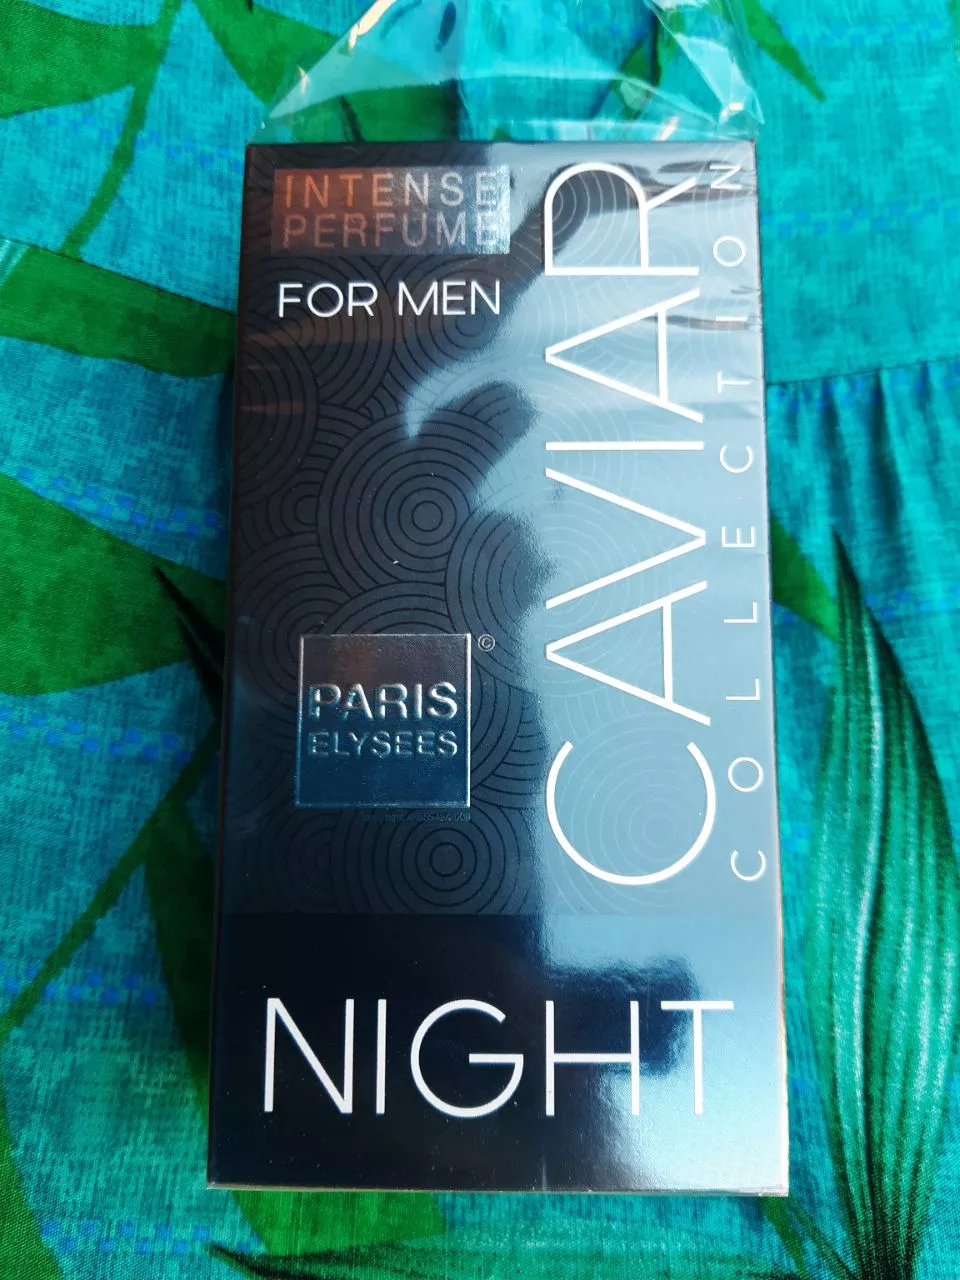 INTENSE
PERFUME
FOR MEN
CAVIAR
COLLECTION
©
PARIS
ELYSEES
NIGHT